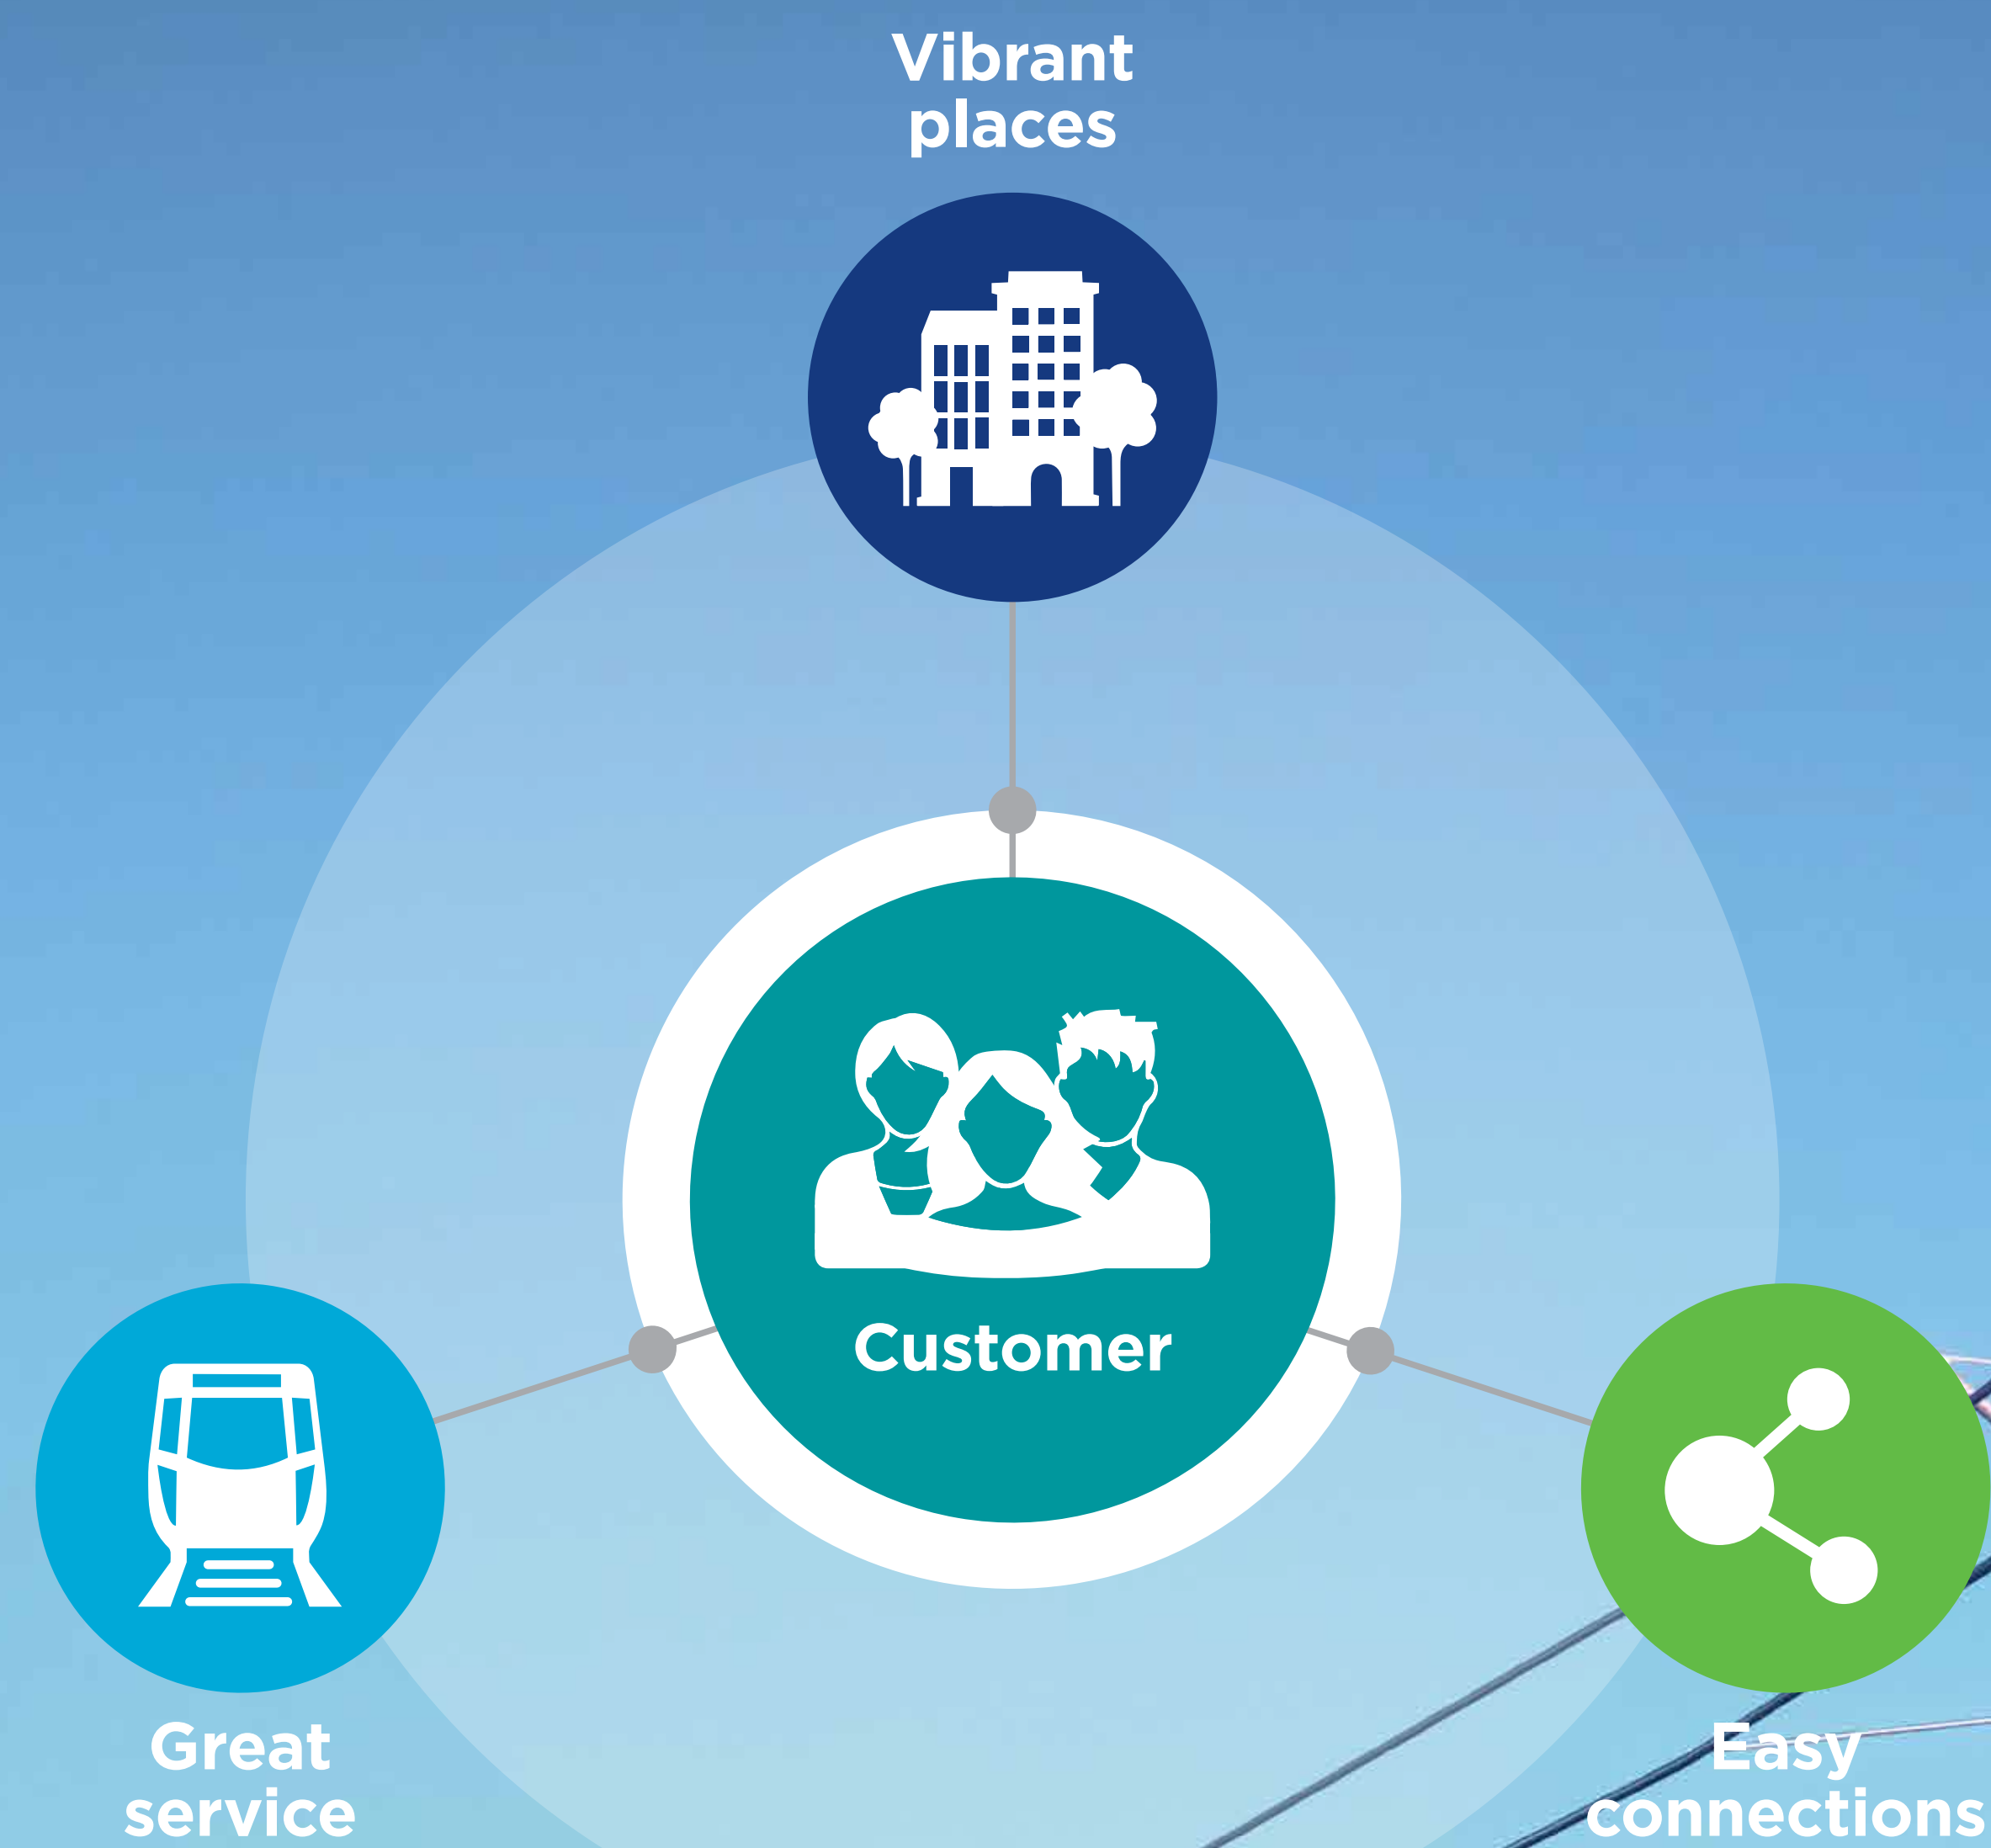 Vibrant
places
Customer
Great
service
Easy
connections